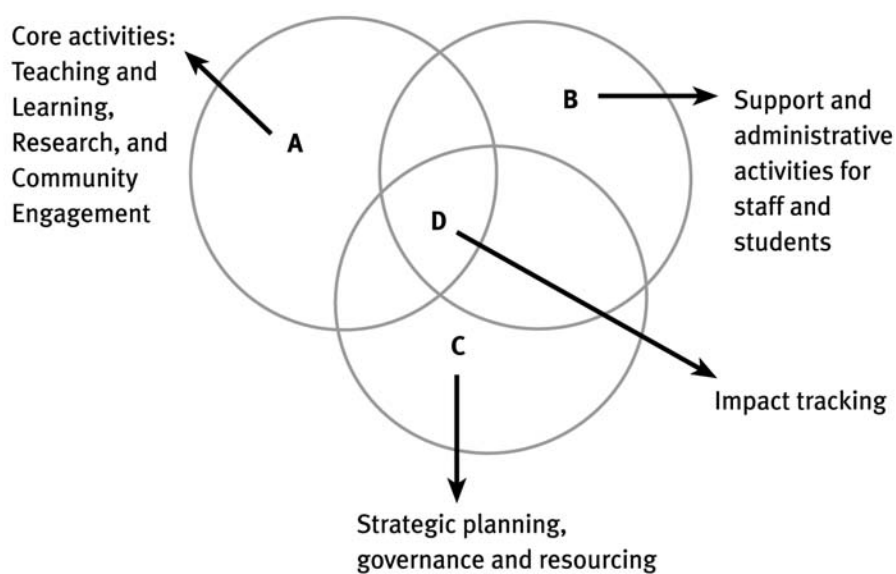 Core activities:
Teaching and
Learning,
Research, and
Community
Engagement
A
B
Support and
administrative
activities for
staff and
students
D
C
Impact tracking
Strategic planning,
governance and resourcing